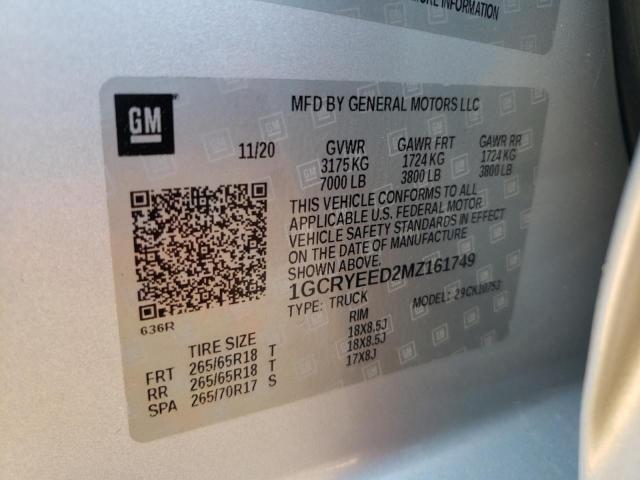 MORE INFORMATION
GM
MFD BY GENERAL MOTORS LLC
11/20 GVWR GAWR FRT GAWR RR
3175 KG 1724 KG 1724 KG
7000 LB 3800 LB 3800 LB
THIS VEHICLE CONFORMS TO ALL
APPLICABLE U.S. FEDERAL MOTOR
VEHICLE SAFETY STANDARDS IN EFFECT
ON THE DATE OF MANUFACTURE
SHOWN ABOVE.
1GCRYEED2MZ161749
TYPE: TRUCK MODEL:
636R
TIRE SIZE RIM
FRT 265/65R18 T 18X8.5J
RR 265/65R18 T 18X8.5J
SPA 265/70R17 S 17X8J